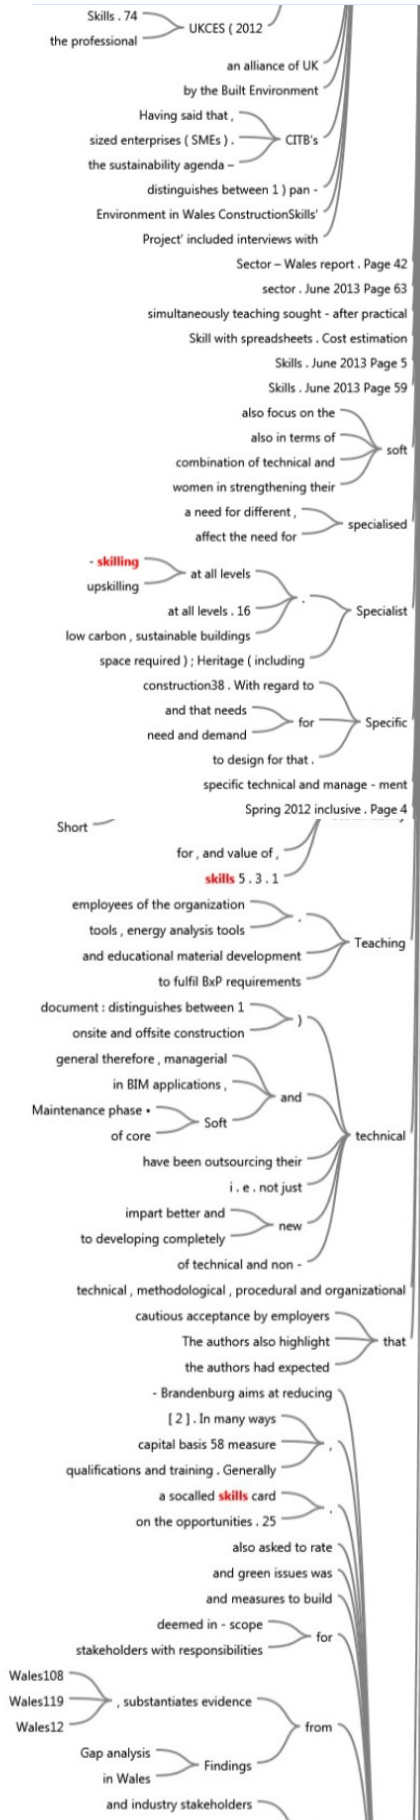 Skills . 74
UKCES ( 2012
the professional
an alliance of UK
by the Built Environment
Having said that ,
sized enterprises ( SMEs ) .
CITB's
the sustainability agenda –
distinguishes between 1 ) pan -
Environment in Wales ConstructionSkills'
Project' included interviews with
Sector – Wales report . Page 42
sector . June 2013 Page 63
simultaneously teaching sought - after practical
Skill with spreadsheets . Cost estimation
Skills . June 2013 Page 5
Skills . June 2013 Page 59
also focus on the
also in terms of
soft
combination of technical and
women in strengthening their
a need for different ,
specialised
affect the need for
- skilling
at all levels
upskilling
.
at all levels . 16
Specialist
low carbon , sustainable buildings
space required ) ; Heritage ( including
construction38 . With regard to
and that needs
for
Specific
need and demand
to design for that .
specific technical and manage - ment
Spring 2012 inclusive . Page 4
Short
for , and value of ,
skills 5 . 3 . 1
employees of the organization
.
tools , energy analysis tools
Teaching
and educational material development
to fulfil BxP requirements
document : distinguishes between 1
)
onsite and offsite construction
general therefore , managerial
in BIM applications ,
and
Maintenance phase •
Soft
of core
technical
have been outsourcing their
i . e . not just
impart better and
new
to developing completely
of technical and non -
technical , methodological , procedural and organizational
cautious acceptance by employers
The authors also highlight
that
the authors had expected
- Brandenburg aims at reducing
[ 2 ] . In many ways
capital basis 58 measure
,
qualifications and training . Generally
a socalled skills card
.
on the opportunities . 25
also asked to rate
and green issues was
and measures to build
deemed in - scope
for
stakeholders with responsibilities
Wales108
Wales119
, substantiates evidence
Wales12
from
Gap analysis
Findings
in Wales
and industry stakeholders